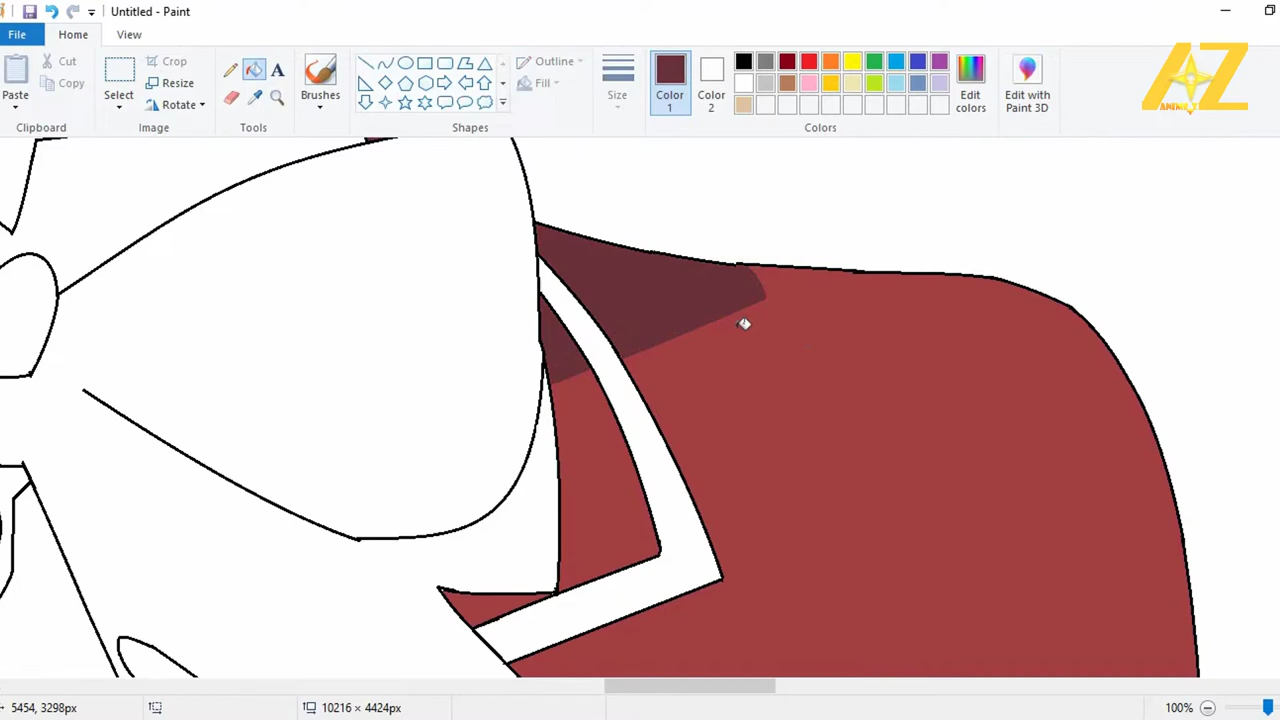 Untitled - Paint
File
Home
View
Paste
Cut
Copy
Clipboard
Select
Crop
Resize
Rotate
Image
Tools
Brushes
Shapes
Outline
Fill
Size
Color 1
Color 2
Colors
Edit colors
Edit with Paint 3D
AZ
5454, 3298px
10216 × 4424px
100%